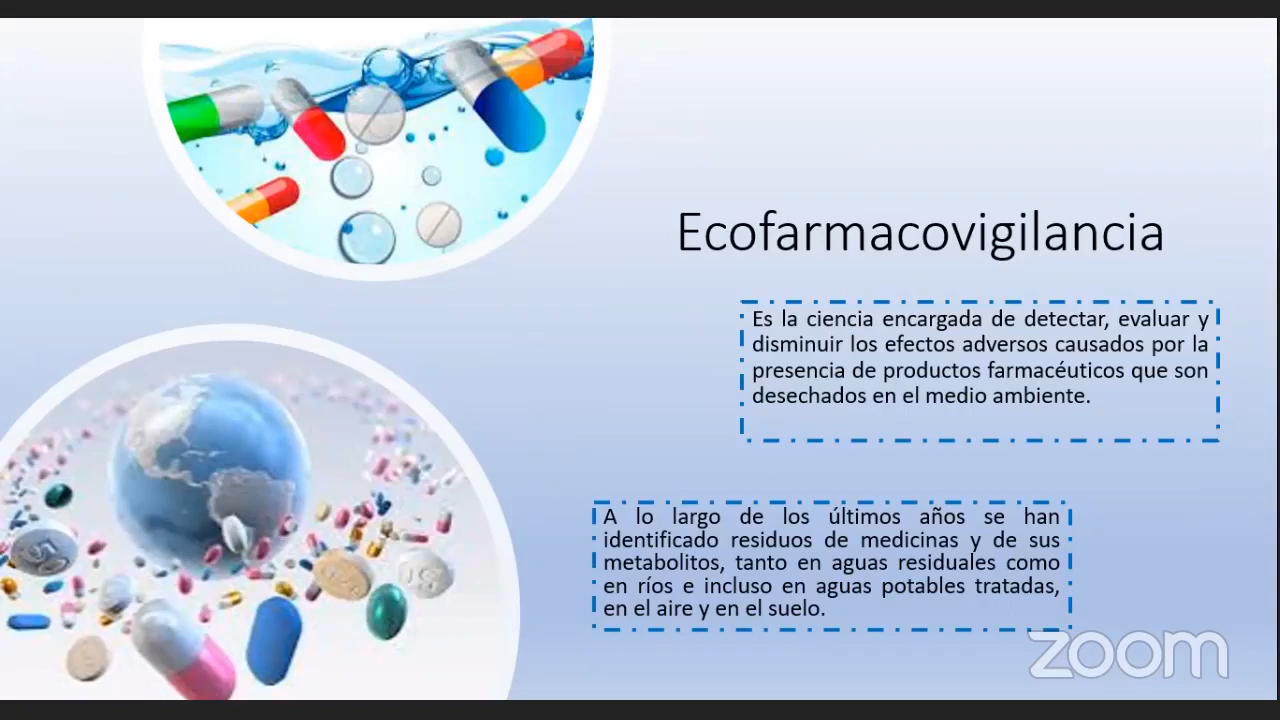 Ecofarmacovigilancia
Es la ciencia encargada de detectar, evaluar y
disminuir los efectos adversos causados por la
presencia de productos farmacéuticos que son
desechados en el medio ambiente.
A lo largo de los últimos años se han
identificado residuos de medicinas y de sus
metabolitos, tanto en aguas residuales como
en ríos e incluso en aguas potables tratadas,
en el aire y en el suelo.
zoom